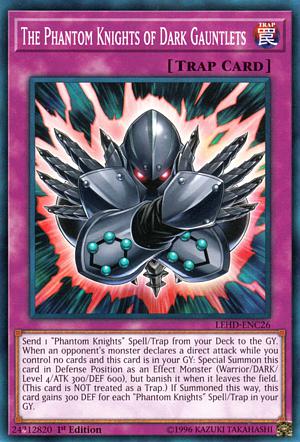 THE PHANTOM KNIGHTS OF DARK GAUNTLETS
TRAP
罠
[TRAP CARD]
LEHD-ENC26
Send 1 "Phantom Knights" Spell/Trap from your Deck to the GY.
When an opponent's monster declares a direct attack while you
control no cards and this card is in your GY: Special Summon this
card in Defense Position as an Effect Monster (Warrior/DARK/
Level 4/ATK 300/DEF 600), but banish it when it leaves the field.
(This card is NOT treated as a Trap.) If Summoned this way, this
card gains 300 DEF for each "Phantom Knights" Spell/Trap in your
GY.
1st Edition
©1996 KAZUKI TAKAHASHI